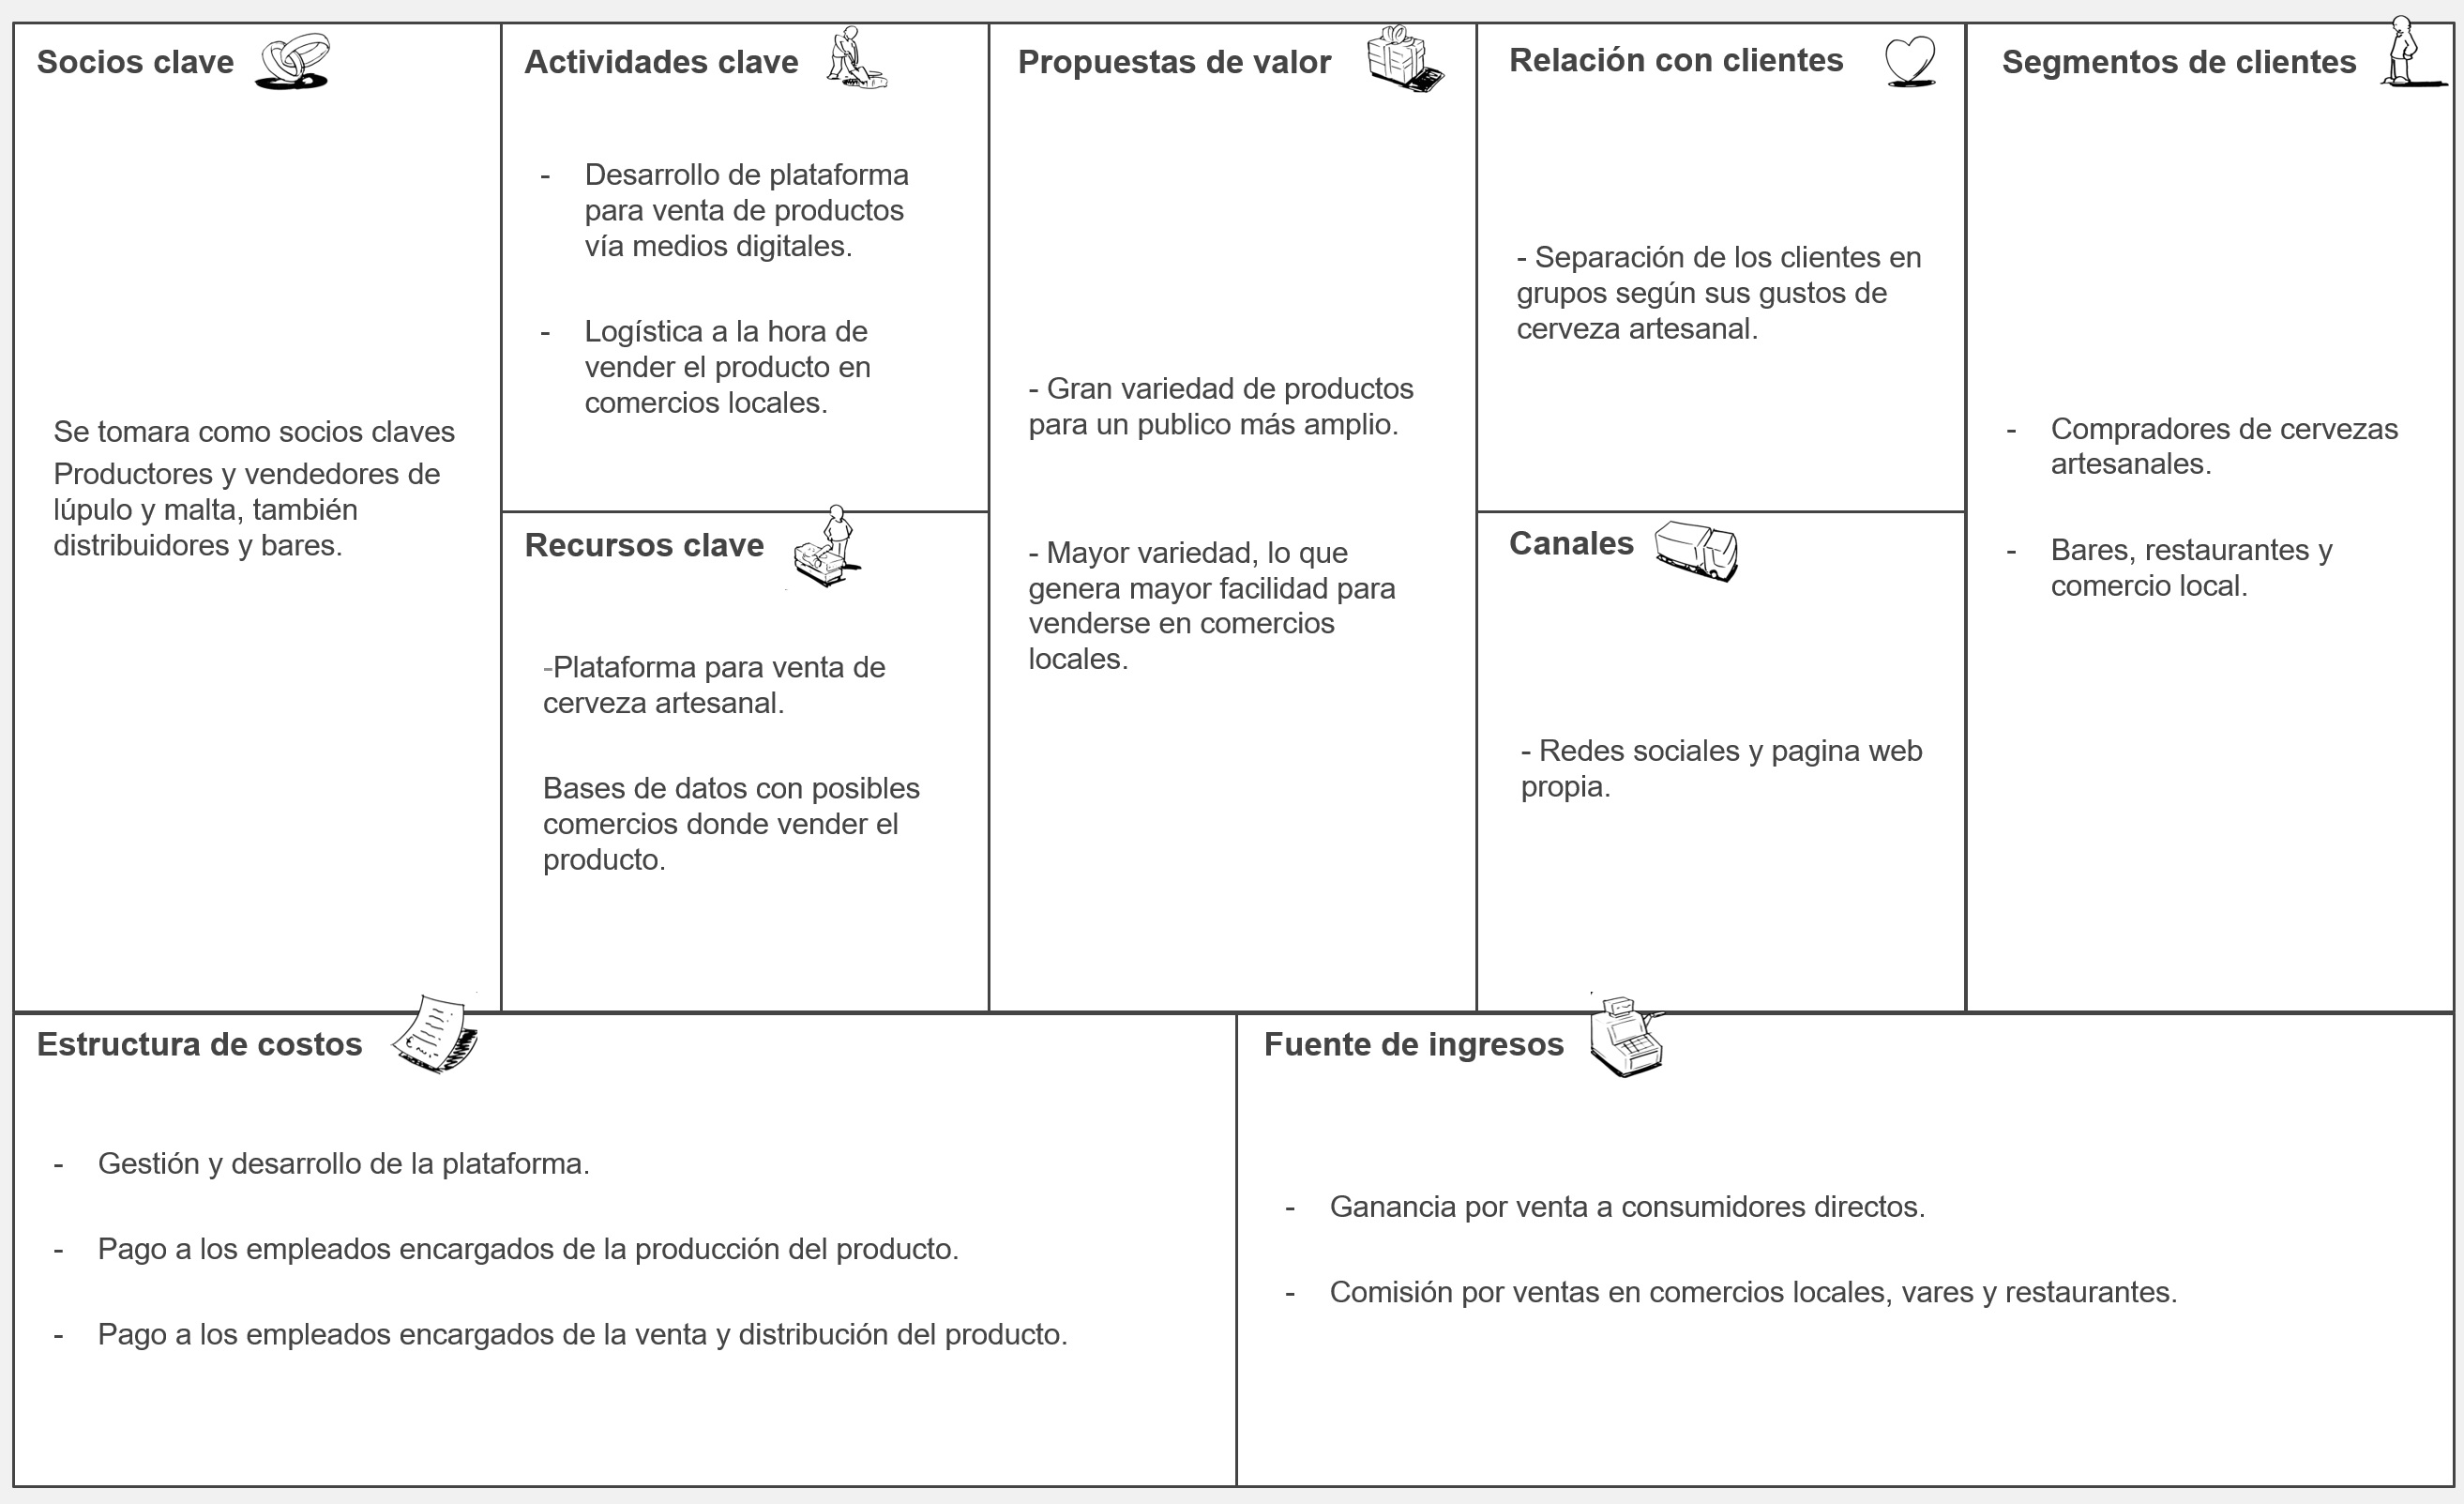 Socios clave
Se tomara como socios claves
Productores y vendedores de
lúpulo y malta, también
distribuidores y bares.
Actividades clave
- Desarrollo de plataforma
para venta de productos
vía medios digitales.
- Logística a la hora de
vender el producto en
comercios locales.
Recursos clave
-Plataforma para venta de
cerveza artesanal.
Bases de datos con posibles
comercios donde vender el
producto.
Propuestas de valor
- Gran variedad de productos
para un publico más amplio.
- Mayor variedad, lo que
genera mayor facilidad para
venderse en comercios
locales.
Relación con clientes
- Separación de los clientes en
grupos según sus gustos de
cerveza artesanal.
Canales
- Redes sociales y pagina web
propia.
Segmentos de clientes
- Compradores de cervezas
artesanales.
- Bares, restaurantes y
comercio local.
Estructura de costos
- Gestión y desarrollo de la plataforma.
- Pago a los empleados encargados de la producción del producto.
- Pago a los empleados encargados de la venta y distribución del producto.
Fuente de ingresos
- Ganancia por venta a consumidores directos.
- Comisión por ventas en comercios locales, vares y restaurantes.